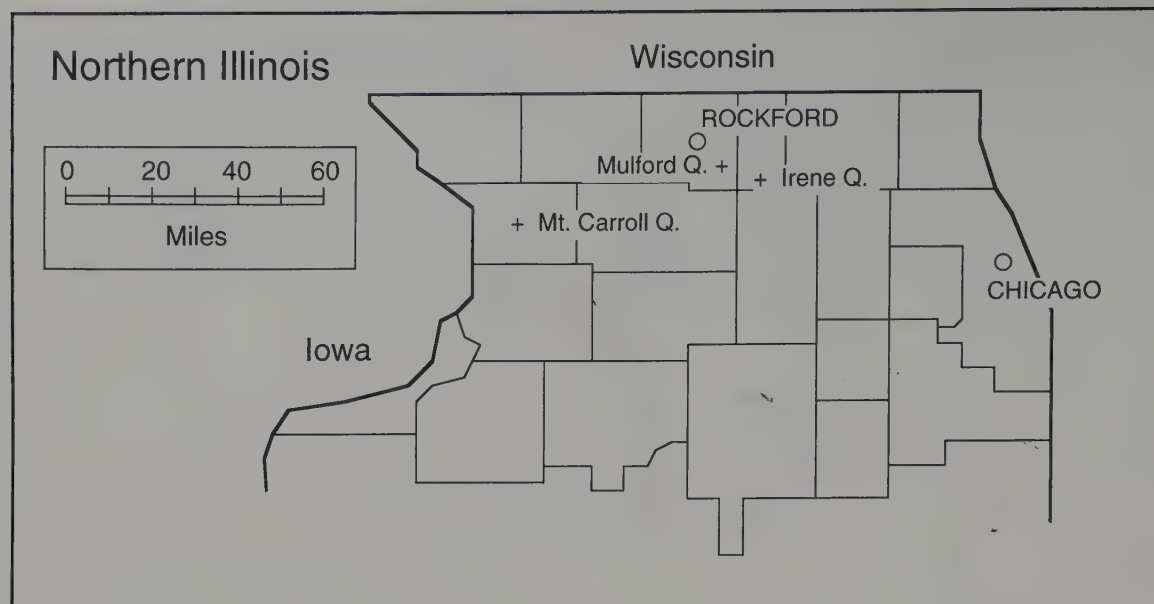 Northern Illinois
Wisconsin
0 20 40 60
Miles
ROCKFORD
Mulford Q. +
+ Irene Q.
+ Mt. Carroll Q.
CHICAGO
Iowa